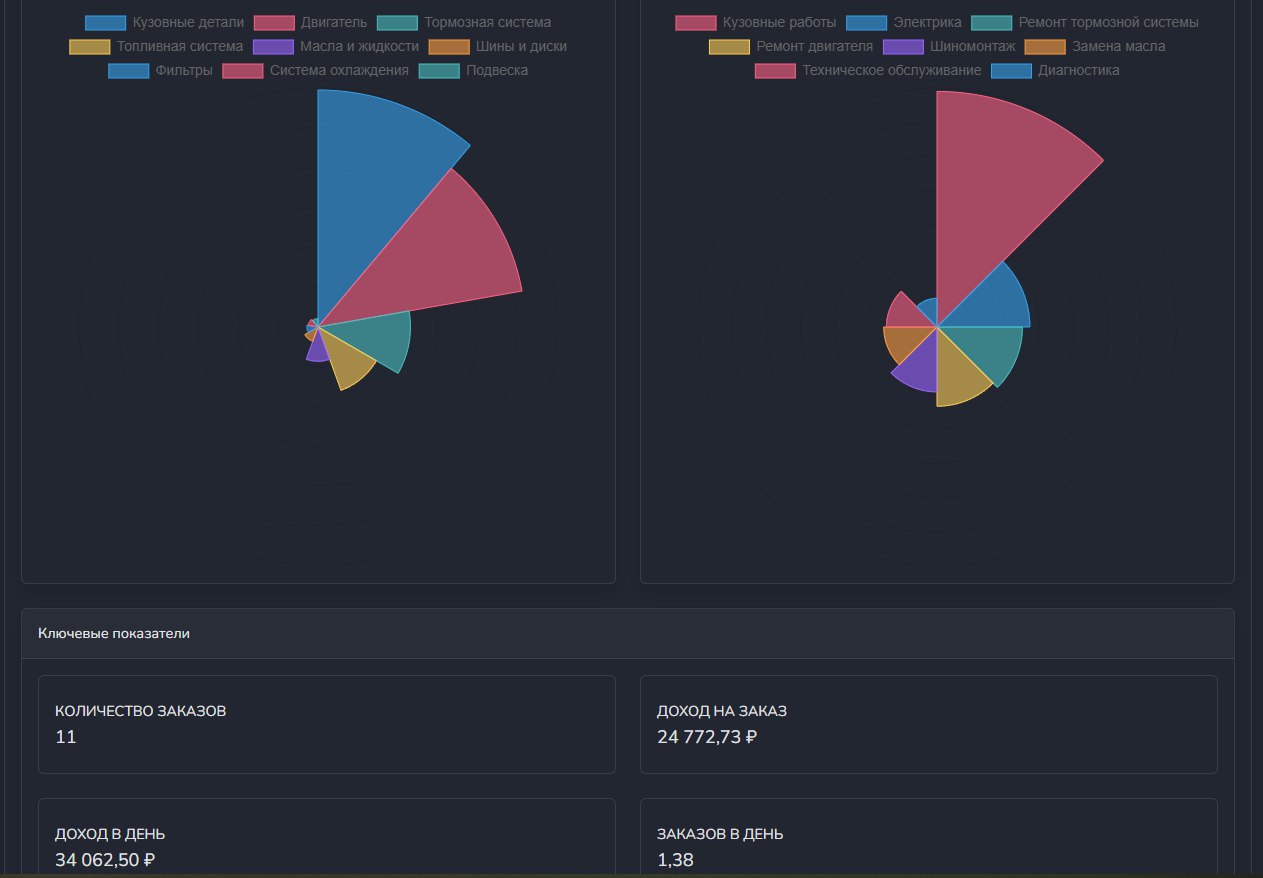 Кузовные детали Двигатель Тормозная система
Топливная система Масла и жидкости Шины и диски
Фильтры Система охлаждения Подвеска
Кузовные работы Электрика Ремонт тормозной системы
Ремонт двигателя Шиномонтаж Замена масла
Техническое обслуживание Диагностика
Ключевые показатели
КОЛИЧЕСТВО ЗАКАЗОВ
11
ДОХОД НА ЗАКАЗ
24 772,73 ₽
ДОХОД В ДЕНЬ
34 062,50 ₽
ЗАКАЗОВ В ДЕНЬ
1,38